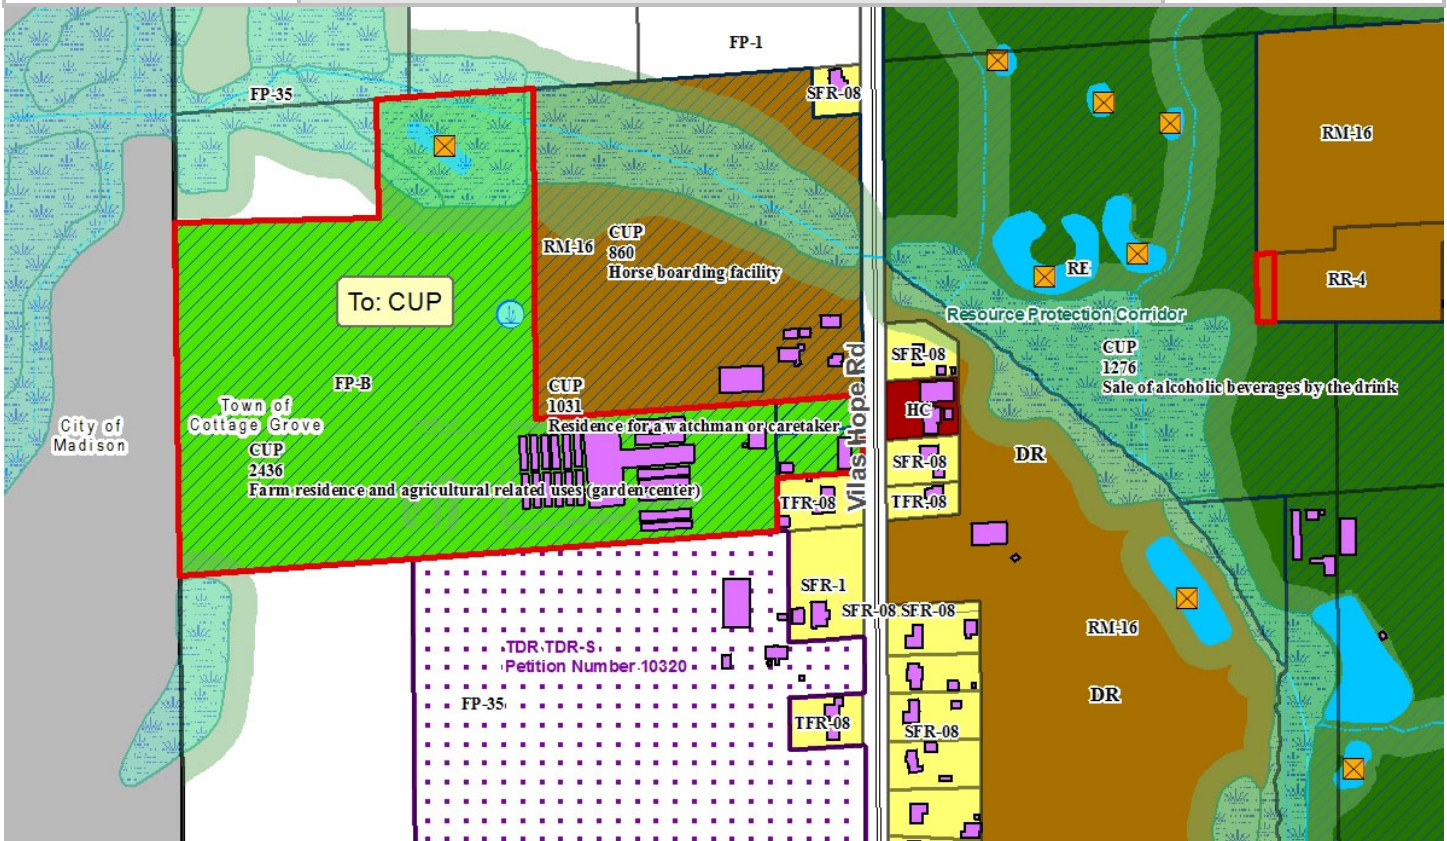 FP-1
FP-35
SFR-08
RM-16
RM-16
CUP
860
Horse boarding facility
RE
RR-4
To: CUP
Resource Protection Corridor
CUP
1276
Sale of alcoholic beverages by the drink
SFR-08
FP-B
CUP
1031
Residence for a watchman or caretaker
Vilas Hope Rd
HC
City of
Madison
Town of
Cottage Grove
CUP
2436
Farm residence and agricultural related uses (garden center)
DR
SFR-08
TFR-08
TFR-08
SFR-1
SFR-08
SFR-08
RM-16
TDR TDR-S
Petition Number 10320
DR
FP-35
TFR-08
SFR-08